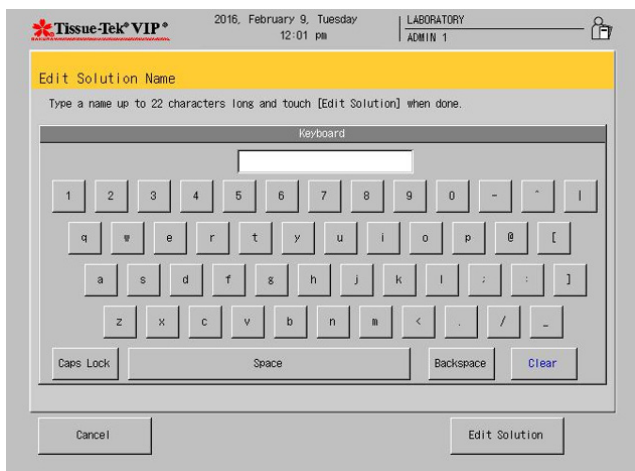 Tissue-Tek® VIP®
2016, February 9, Tuesday
12:01 pm
LABORATORY
ADMIN 1
Edit Solution Name
Type a name up to 22 characters long and touch [Edit Solution] when done.
Keyboard
1 2 3 4 5 6 7 8 9 0 - ^ |
q w e r t y u i o p @ [
a s d f g h j k l ; : ]
z x c v b n m < . / _
Caps Lock Space Backspace Clear
Cancel Edit Solution